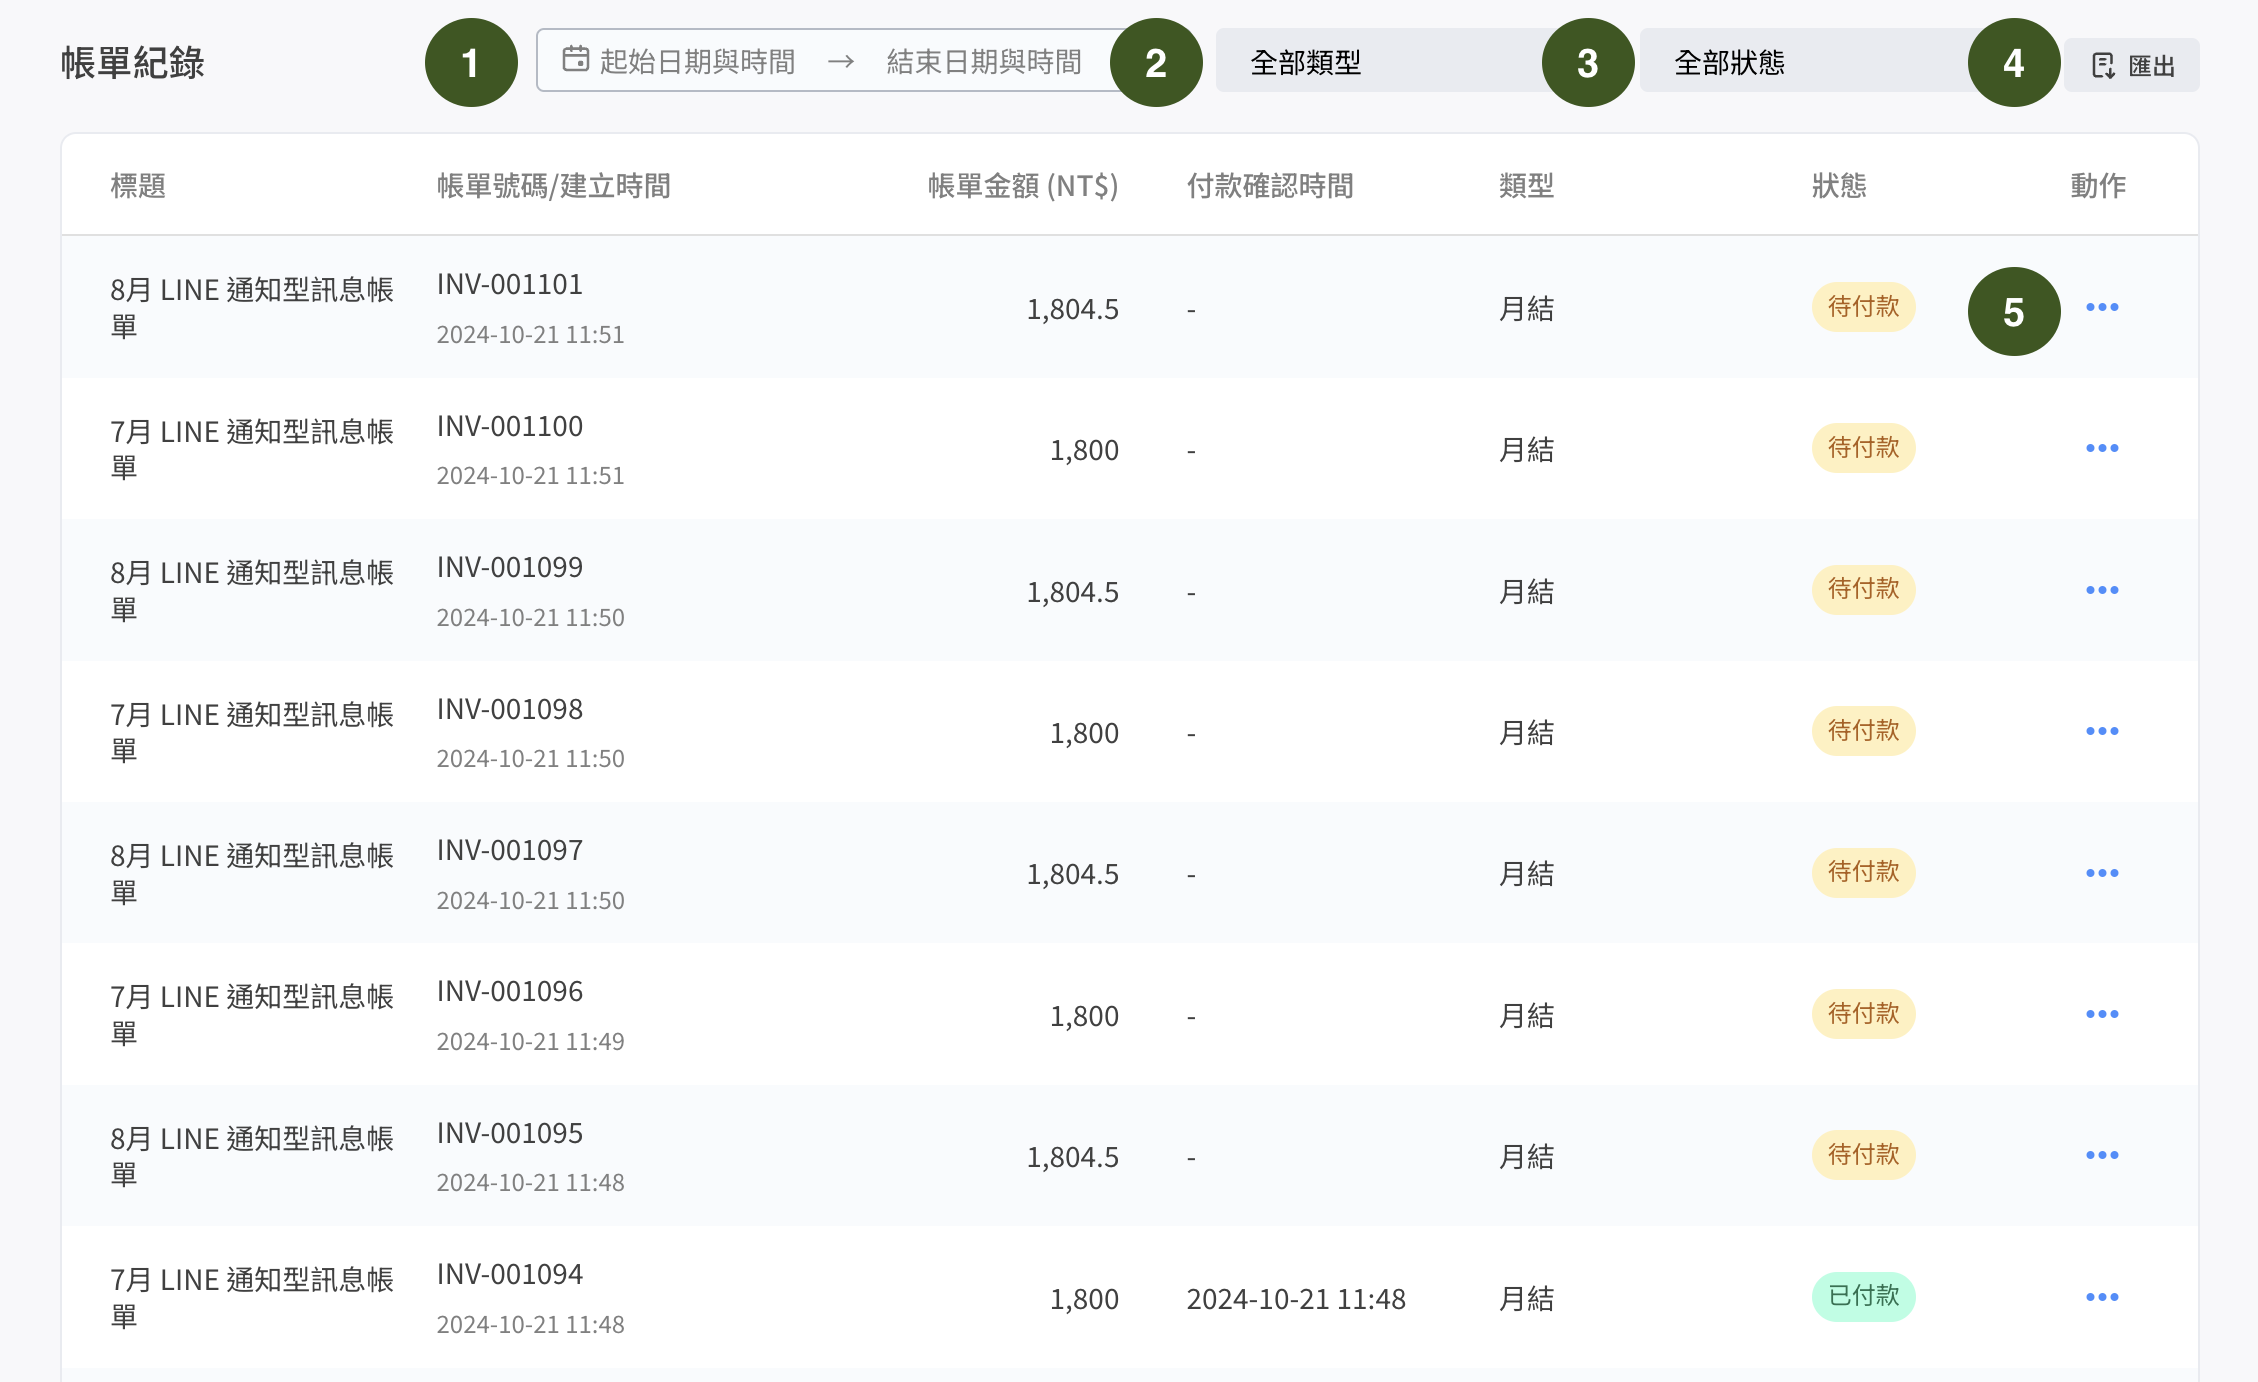 帳單紀錄
1
起始日期與時間 → 結束日期與時間
2
全部類型
3
全部狀態
4
匯出
標題 帳單號碼/建立時間 帳單金額 (NT$) 付款確認時間 類型 狀態 動作
8月 LINE 通知型訊息帳
單
INV-001101
2024-10-21 11:51
1,804.5 - 月結 待付款
5
7月 LINE 通知型訊息帳
單
INV-001100
2024-10-21 11:51
1,800 - 月結 待付款
8月 LINE 通知型訊息帳
單
INV-001099
2024-10-21 11:50
1,804.5 - 月結 待付款
7月 LINE 通知型訊息帳
單
INV-001098
2024-10-21 11:50
1,800 - 月結 待付款
8月 LINE 通知型訊息帳
單
INV-001097
2024-10-21 11:50
1,804.5 - 月結 待付款
7月 LINE 通知型訊息帳
單
INV-001096
2024-10-21 11:49
1,800 - 月結 待付款
8月 LINE 通知型訊息帳
單
INV-001095
2024-10-21 11:48
1,804.5 - 月結 待付款
7月 LINE 通知型訊息帳
單
INV-001094
2024-10-21 11:48
1,800 2024-10-21 11:48 月結 已付款